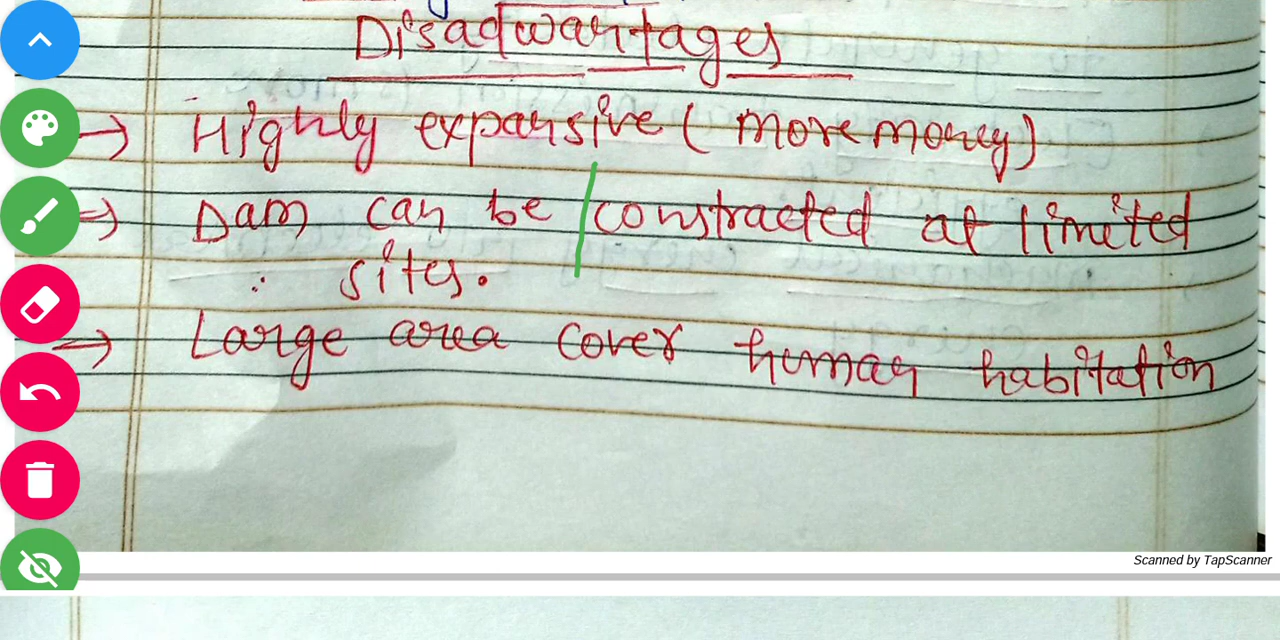 Disadwantages
→ Highly expansive ( more money)
⇒ Dam can be constracted at limited
∴ sites.
⇒ Large area cover human habitation
Scanned by TapScanner